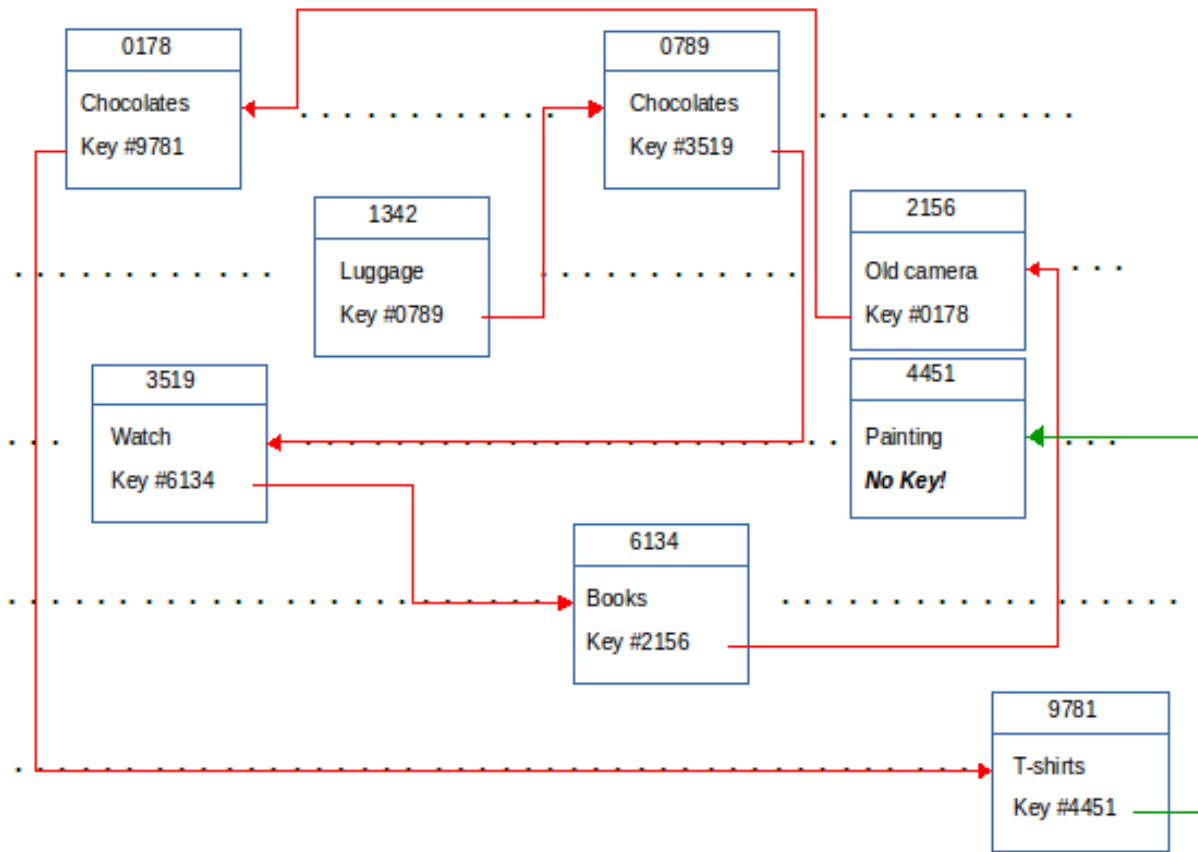 0178
Chocolates
Key #9781
0789
Chocolates
Key #3519
1342
Luggage
Key #0789
2156
Old camera
Key #0178
3519
Watch
Key #6134
4451
Painting
No Key!
6134
Books
Key #2156
9781
T-shirts
Key #4451